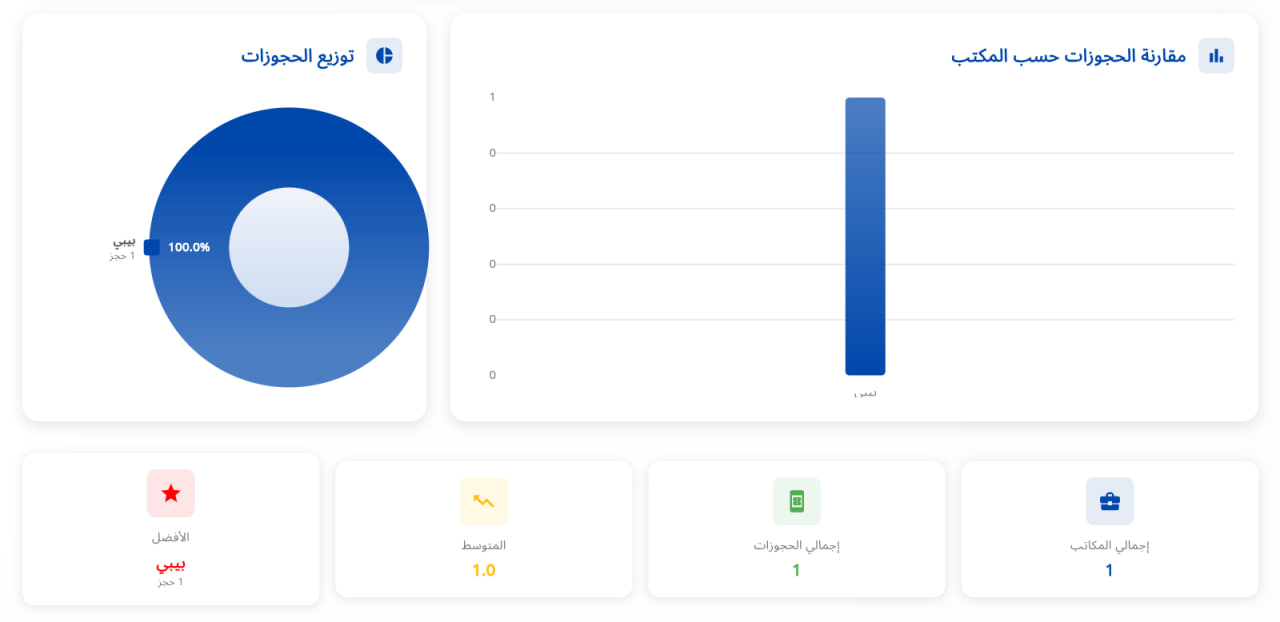 مقارنة الحجوزات حسب المكتب
1
0
0
0
0
0
بيبي
توزيع الحجوزات
100.0%
بيبي
1 حجز
إجمالي المكاتب
1
إجمالي الحجوزات
1
المتوسط
1.0
الأفضل
بيبي
1 حجز